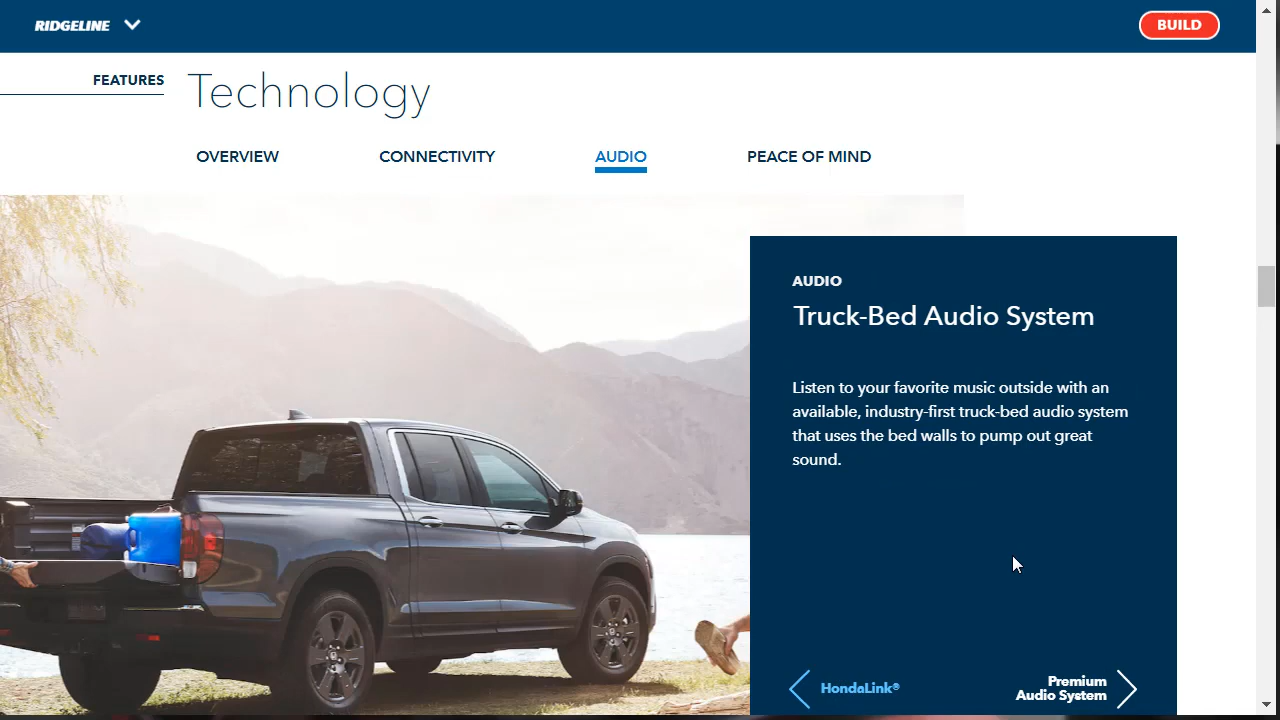 RIDGELINE
BUILD
FEATURES
Technology
OVERVIEW
CONNECTIVITY
AUDIO
PEACE OF MIND
AUDIO
Truck-Bed Audio System
Listen to your favorite music outside with an
available, industry-first truck-bed audio system
that uses the bed walls to pump out great
sound.
HondaLink®
Premium
Audio System